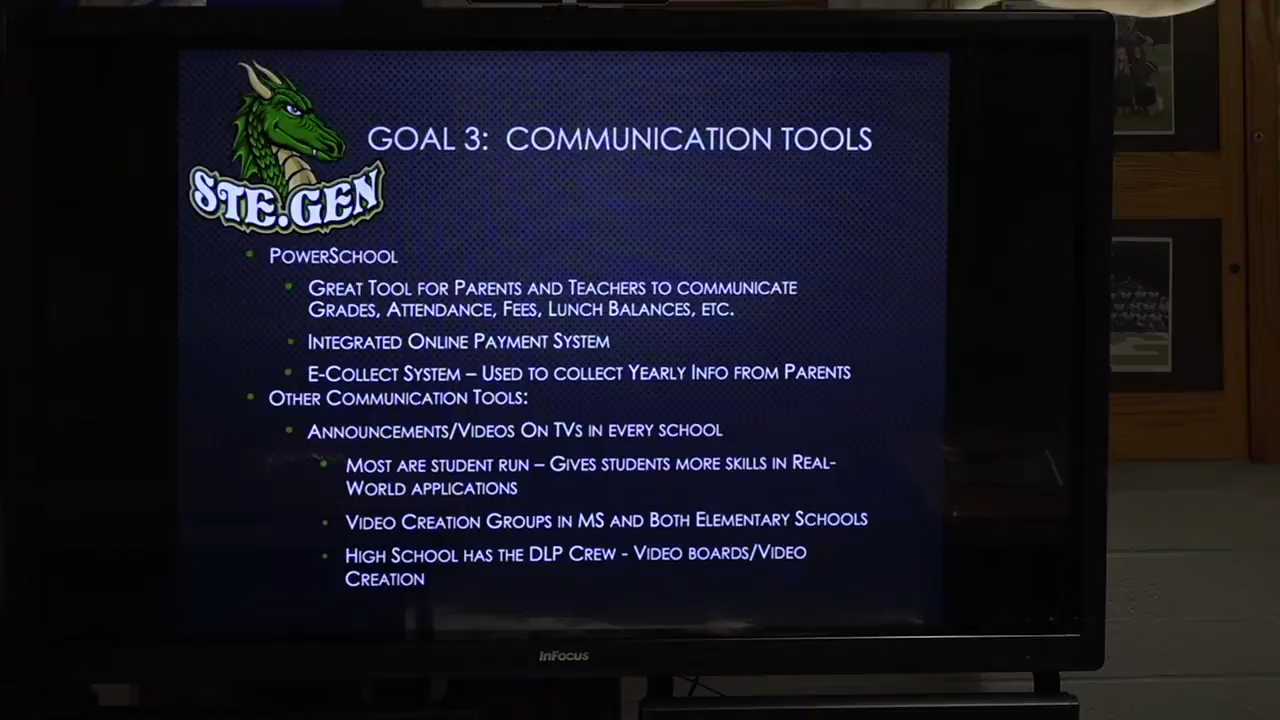 GOAL 3: COMMUNICATION TOOLS
STE.GEN
POWERSCHOOL
GREAT TOOL FOR PARENTS AND TEACHERS TO COMMUNICATE
GRADES, ATTENDANCE, FEES, LUNCH BALANCES, ETC.
INTEGRATED ONLINE PAYMENT SYSTEM
E-COLLECT SYSTEM – USED TO COLLECT YEARLY INFO FROM PARENTS
OTHER COMMUNICATION TOOLS:
ANNOUNCEMENTS/VIDEOS ON TVS IN EVERY SCHOOL
MOST ARE STUDENT RUN – GIVES STUDENTS MORE SKILLS IN REAL-
WORLD APPLICATIONS
VIDEO CREATION GROUPS IN MS AND BOTH ELEMENTARY SCHOOLS
HIGH SCHOOL HAS THE DLP CREW - VIDEO BOARDS/VIDEO
CREATION
InFocus